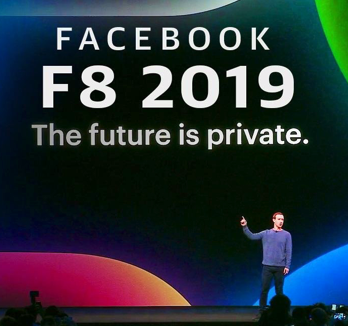 FACEBOOK
F8 2019
The future is private.